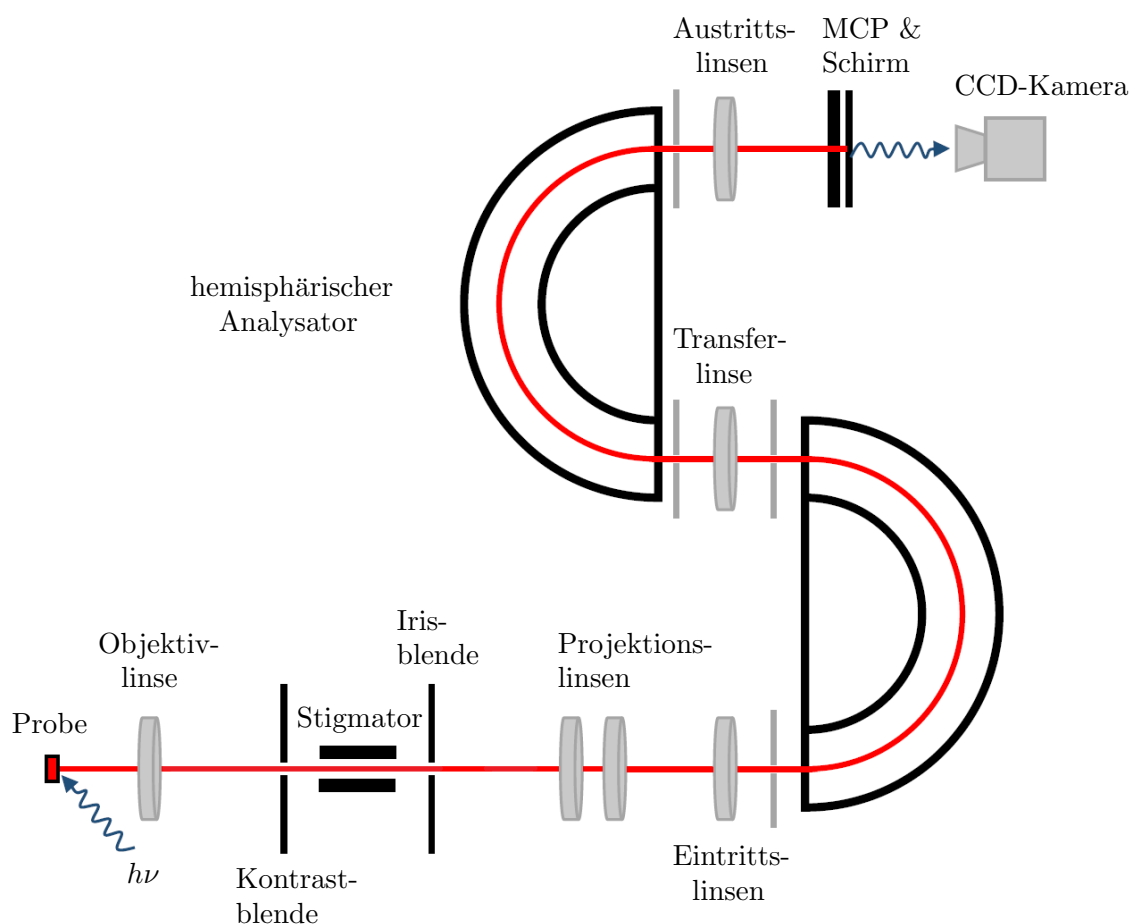 Austritts-
linsen
MCP &
Schirm
CCD-Kamera
hemisphärischer
Analysator
Transfer-
linse
Objektiv-
linse
Iris-
blende
Projektions-
linsen
Probe
Stigmator
hν
Kontrast-
blende
Eintritts-
linsen